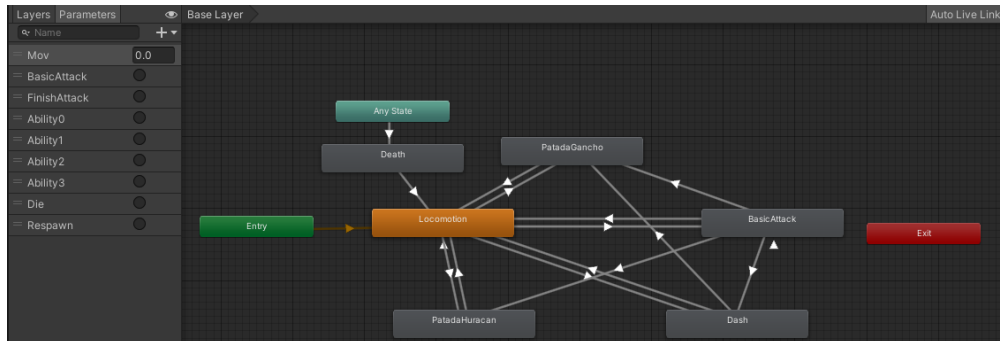 Layers Parameters Base Layer Auto Live Link
Name
Mov 0.0
BasicAttack
FinishAttack
Ability0
Ability1
Ability2
Ability3
Die
Respawn
Any State
Death
PatadaGancho
Entry
Locomotion
BasicAttack
Exit
PatadaHuracan
Dash